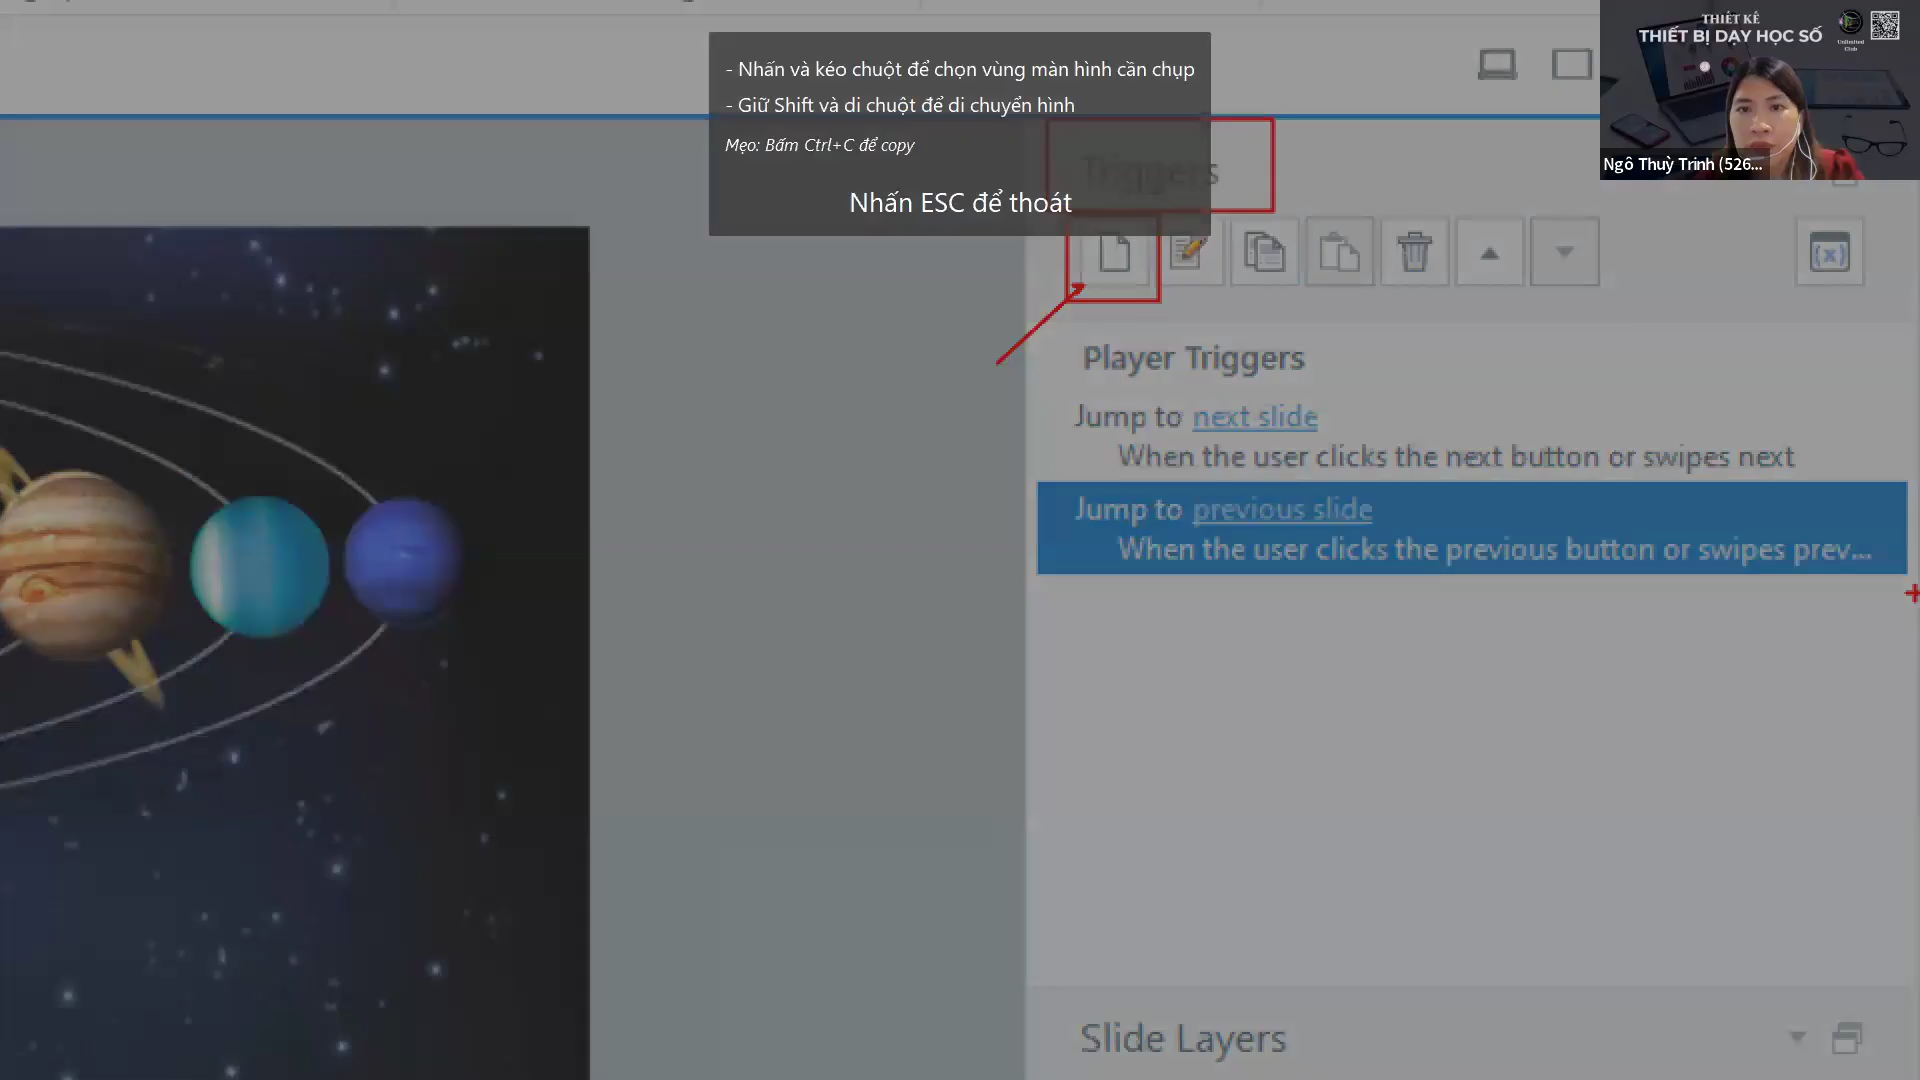 THIẾT KẾ
THIẾT BỊ DẠY HỌC SỐ
Unlimited
Club
Ngô Thuỳ Trinh (526...
- Nhấn và kéo chuột để chọn vùng màn hình cần chụp
- Giữ Shift và di chuột để di chuyển hình
Mẹo: Bấm Ctrl+C để copy
Nhấn ESC để thoát
Triggers
Player Triggers
Jump to next slide
When the user clicks the next button or swipes next
Jump to previous slide
When the user clicks the previous button or swipes prev...
Slide Layers